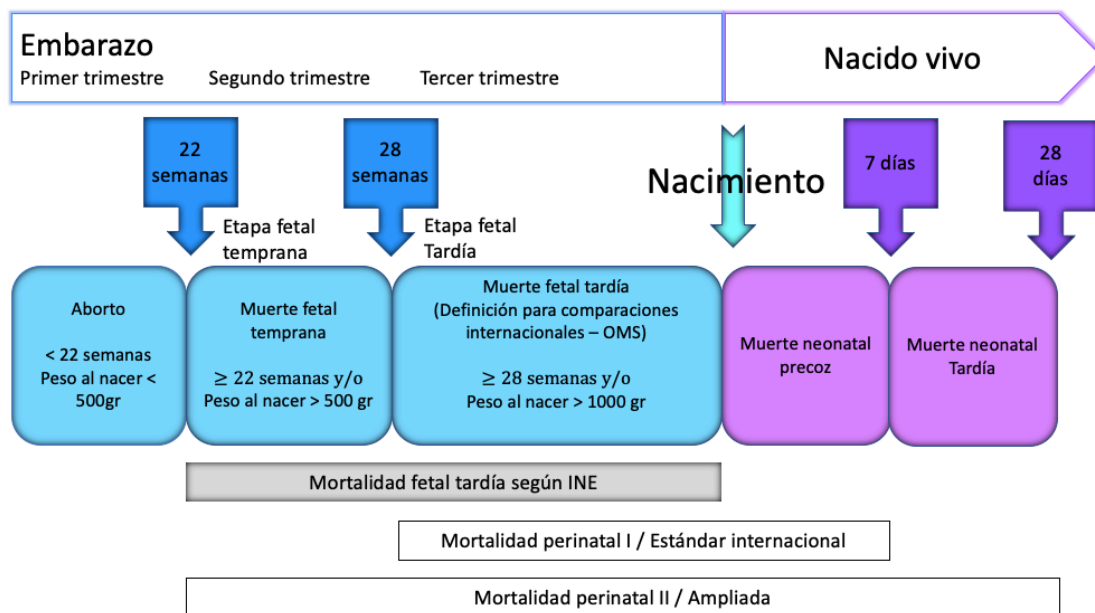 Embarazo
Primer trimestre
Segundo trimestre
Tercer trimestre
Nacido vivo
22
semanas
28
semanas
Nacimiento
7 días
28
días
Etapa fetal
temprana
Etapa fetal
Tardía
Aborto
< 22 semanas
Peso al nacer <
500gr
Muerte fetal
temprana
≥ 22 semanas y/o
Peso al nacer > 500 gr
Muerte fetal tardía
(Definición para comparaciones
internacionales – OMS)
≥ 28 semanas y/o
Peso al nacer > 1000 gr
Muerte neonatal
precoz
Muerte neonatal
Tardía
Mortalidad fetal tardía según INE
Mortalidad perinatal I / Estándar internacional
Mortalidad perinatal II / Ampliada